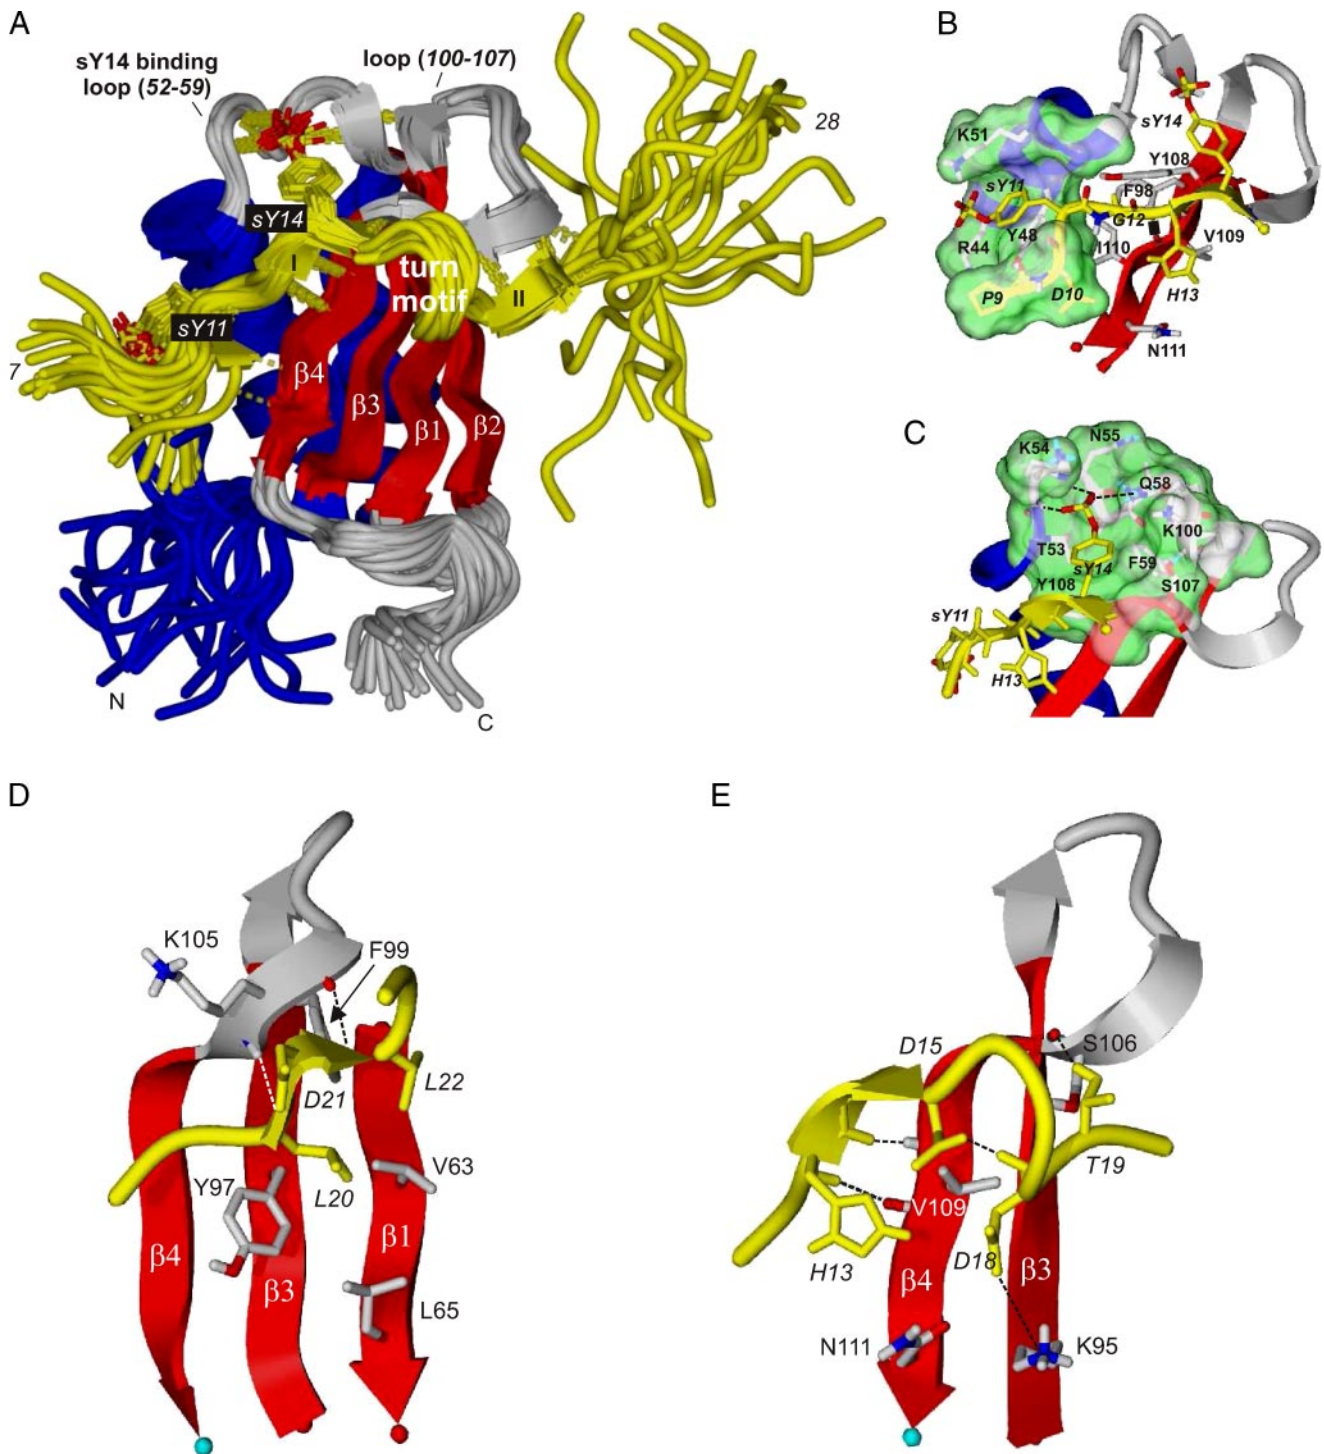 A
sY14 binding
loop (52-59)
loop (100-107)
28
sY14
I
turn
motif
II
sY11
7
β4
β3
β1
β2
N
C
B
K51
sY14
Y108
sY11
F98
G12
R44
Y48
I110
V109
P9
D10
H13
N111
C
K54
N55
Q58
K100
T53
F59
sY14
Y108
S107
sY11
H13
D
K105
F99
D21
L22
Y97
L20
V63
β4
β3
β1
L65
E
D15
S106
T19
V109
H13
D18
β4
β3
N111
K95